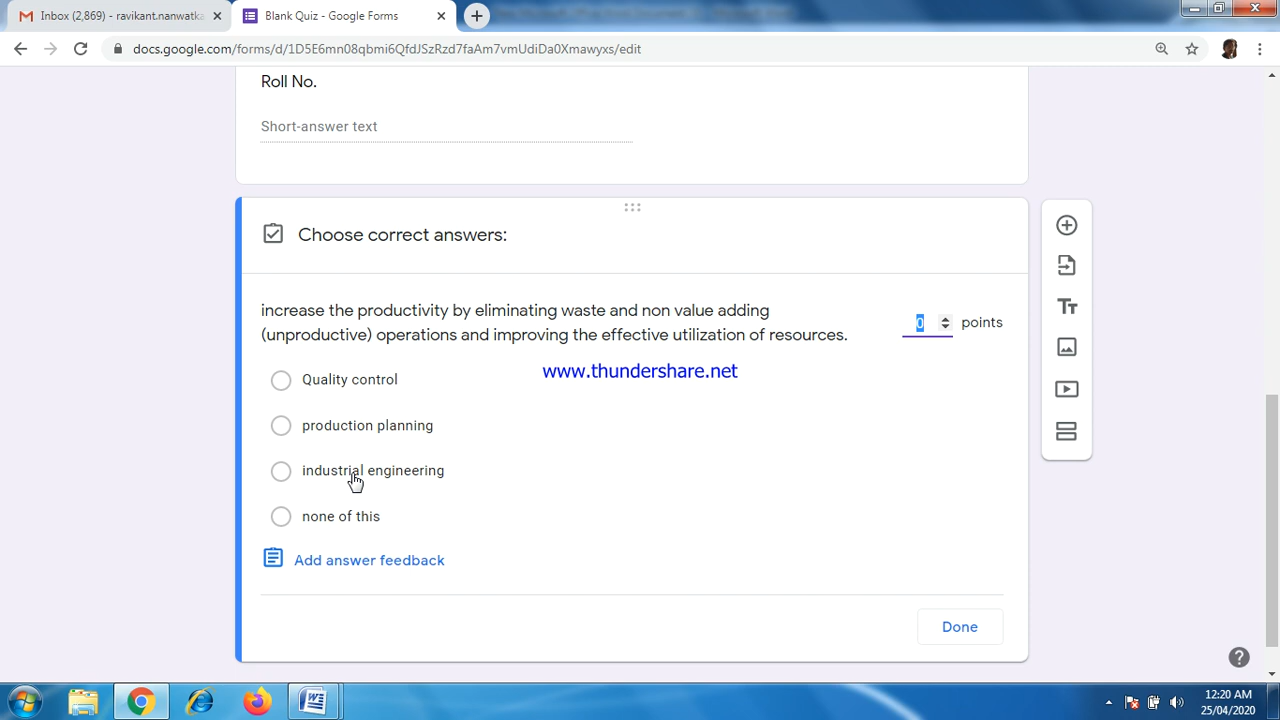 Inbox (2,869) - ravikant.nanwatka
Blank Quiz - Google Forms
docs.google.com/forms/d/1D5E6mn08qbmi6QfdJSzRzd7faAm7vmUdiDa0Xmawyxs/edit
Roll No.
Short-answer text
Choose correct answers:
increase the productivity by eliminating waste and non value adding
(unproductive) operations and improving the effective utilization of resources.
0 points
www.thundershare.net
Quality control
production planning
industrial engineering
none of this
Add answer feedback
Done
12:20 AM
25/04/2020